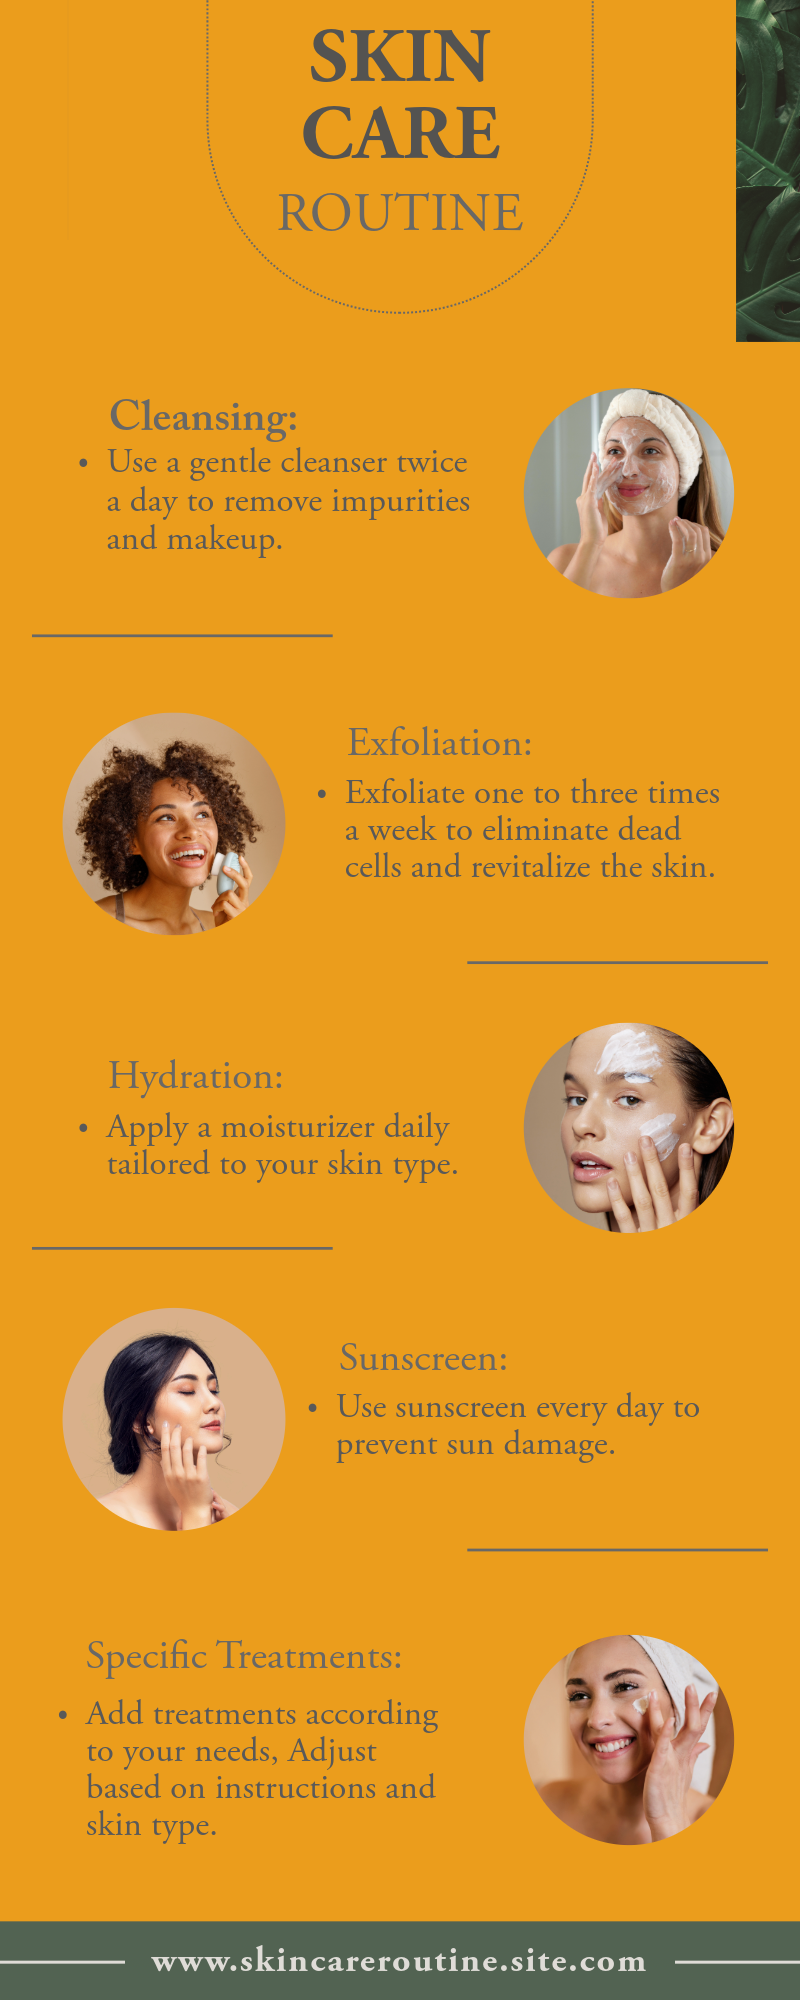 SKIN
CARE
ROUTINE
Cleansing:
• Use a gentle cleanser twice
a day to remove impurities
and makeup.
Exfoliation:
• Exfoliate one to three times
a week to eliminate dead
cells and revitalize the skin.
Hydration:
• Apply a moisturizer daily
tailored to your skin type.
Sunscreen:
• Use sunscreen every day to
prevent sun damage.
Specific Treatments:
• Add treatments according
to your needs, Adjust
based on instructions and
skin type.
www.skincareroutine.site.com